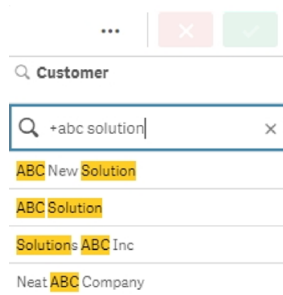 Customer
+abc solution
ABC New Solution
ABC Solution
Solutions ABC Inc
Neat ABC Company